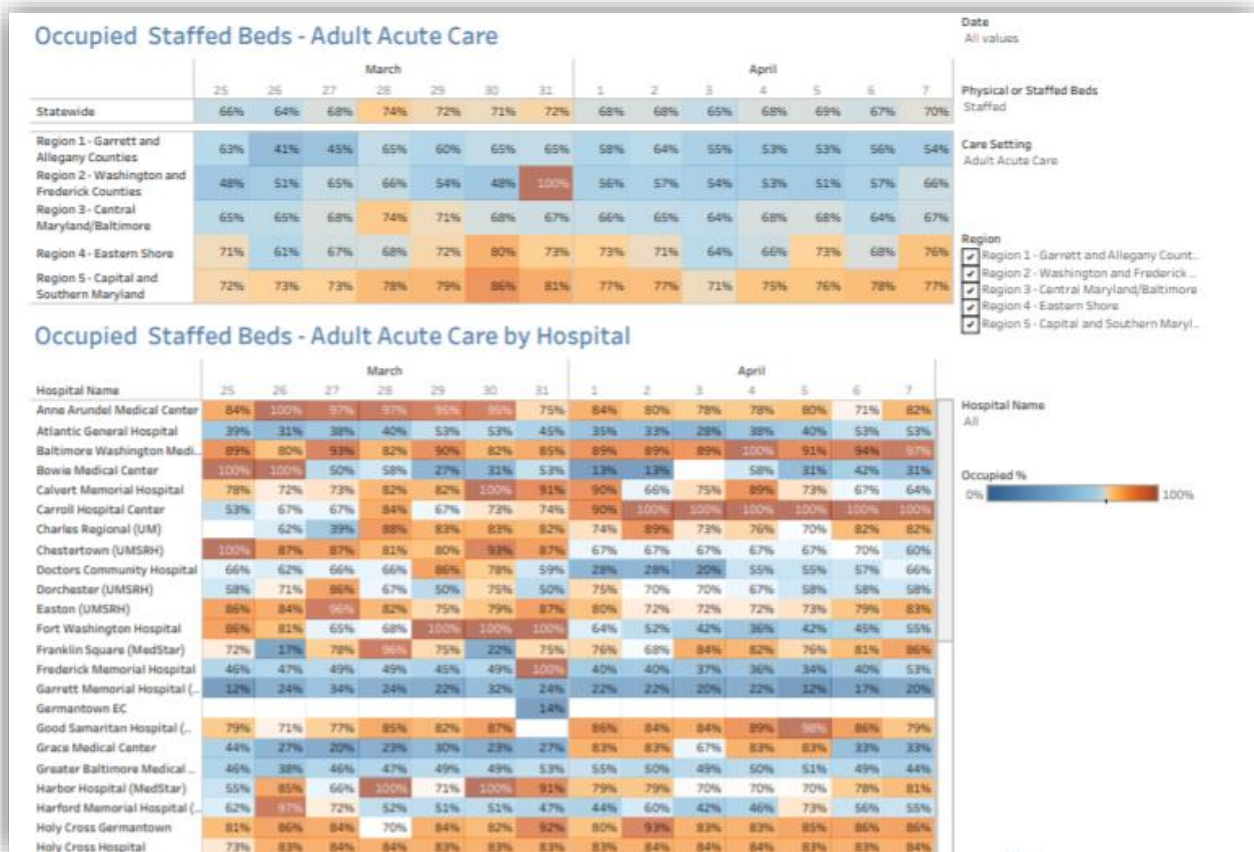 Occupied Staffed Beds - Adult Acute Care
March April
25 26 27 28 29 30 31 1 2 3 4 5 6 7
Statewide 66% 64% 68% 74% 72% 71% 72% 68% 68% 65% 68% 69% 67% 70%
Region 1 - Garrett and
Allegany Counties 63% 41% 45% 65% 60% 65% 65% 58% 64% 55% 53% 53% 56% 54%
Region 2 - Washington and
Frederick Counties 48% 51% 65% 66% 54% 48% 100% 56% 57% 54% 53% 51% 57% 66%
Region 3 - Central
Maryland/Baltimore 65% 65% 68% 74% 71% 68% 67% 66% 65% 64% 68% 68% 64% 67%
Region 4 - Eastern Shore 71% 61% 67% 68% 72% 80% 73% 73% 71% 64% 66% 73% 68% 76%
Region 5 - Capital and
Southern Maryland 72% 73% 73% 78% 79% 86% 81% 77% 77% 71% 75% 76% 78% 77%
Date
All values
Physical or Staffed Beds
Staffed
Care Setting
Adult Acute Care
Region
Region 1 - Garrett and Allegany Count...
Region 2 - Washington and Frederick ...
Region 3 - Central Maryland/Baltimore
Region 4 - Eastern Shore
Region 5 - Capital and Southern Maryl...
Occupied Staffed Beds - Adult Acute Care by Hospital
March April
Hospital Name 25 26 27 28 29 30 31 1 2 3 4 5 6 7
Anne Arundel Medical Center 84% 100% 97% 97% 95% 95% 75% 84% 80% 78% 78% 80% 71% 82%
Atlantic General Hospital 39% 31% 38% 40% 53% 53% 45% 35% 33% 28% 38% 40% 53% 53%
Baltimore Washington Medi... 89% 80% 93% 82% 90% 82% 85% 89% 89% 89% 100% 91% 94% 97%
Bowie Medical Center 100% 100% 50% 58% 27% 31% 53% 13% 13% 58% 31% 42% 31%
Calvert Memorial Hospital 78% 72% 73% 82% 82% 100% 91% 90% 66% 75% 89% 73% 67% 64%
Carroll Hospital Center 53% 67% 67% 84% 67% 73% 74% 90% 100% 100% 100% 100% 100% 100%
Charles Regional (UM) 62% 39% 88% 83% 83% 82% 74% 89% 73% 76% 70% 82% 82%
Chestertown (UMSRH) 100% 87% 87% 81% 80% 93% 87% 67% 67% 67% 67% 67% 70% 60%
Doctors Community Hospital 66% 62% 66% 66% 86% 78% 59% 28% 28% 20% 55% 55% 57% 66%
Dorchester (UMSRH) 58% 71% 86% 67% 50% 75% 50% 75% 70% 70% 67% 58% 58% 58%
Easton (UMSRH) 86% 84% 96% 82% 75% 79% 87% 80% 72% 72% 72% 73% 79% 83%
Fort Washington Hospital 86% 81% 65% 68% 100% 100% 100% 64% 52% 42% 36% 42% 45% 55%
Franklin Square (MedStar) 72% 17% 78% 96% 75% 22% 75% 76% 68% 84% 82% 76% 81% 86%
Frederick Memorial Hospital 46% 47% 49% 49% 45% 49% 100% 40% 40% 37% 36% 34% 40% 53%
Garrett Memorial Hospital (... 12% 24% 34% 24% 22% 32% 24% 22% 22% 20% 22% 12% 17% 20%
Germantown EC 14%
Good Samaritan Hospital (... 79% 71% 77% 85% 82% 87% 86% 84% 84% 89% 98% 86% 79%
Grace Medical Center 44% 27% 20% 23% 30% 23% 27% 83% 83% 67% 83% 83% 33% 33%
Greater Baltimore Medical ... 46% 38% 46% 47% 49% 49% 53% 55% 50% 49% 50% 51% 49% 44%
Harbor Hospital (MedStar) 55% 85% 66% 100% 71% 100% 91% 79% 79% 70% 70% 70% 78% 81%
Harford Memorial Hospital (... 62% 97% 72% 52% 51% 51% 47% 44% 60% 42% 46% 73% 56% 55%
Holy Cross Germantown 81% 86% 84% 70% 84% 82% 92% 80% 93% 83% 83% 85% 86% 86%
Holy Cross Hospital 73% 83% 84% 84% 83% 83% 83% 83% 84% 84% 84% 83% 83% 84%
Hospital Name
All
Occupied %
0% 100%